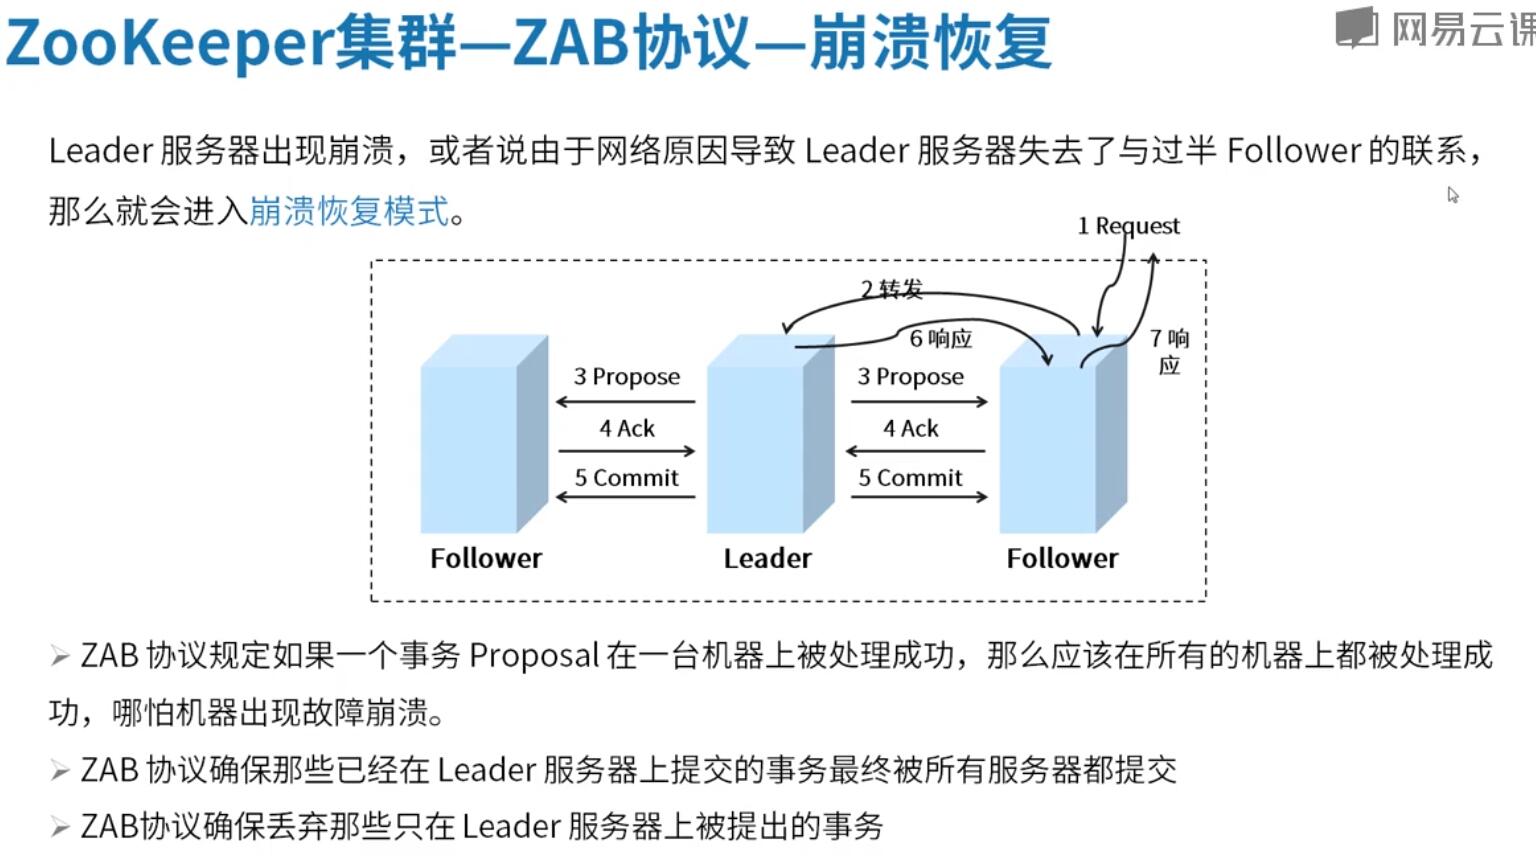 ZooKeeper集群—ZAB协议—崩溃恢复
网易云课
Leader 服务器出现崩溃，或者说由于网络原因导致 Leader 服务器失去了与过半 Follower 的联系，
那么就会进入崩溃恢复模式。
1 Request
2 转发
6 响应
7 响
应
3 Propose
3 Propose
4 Ack
4 Ack
5 Commit
5 Commit
Follower
Leader
Follower
ZAB 协议规定如果一个事务 Proposal 在一台机器上被处理成功，那么应该在所有的机器上都被处理成
功，哪怕机器出现故障崩溃。
ZAB 协议确保那些已经在 Leader 服务器上提交的事务最终被所有服务器都提交
ZAB协议确保丢弃那些只在 Leader 服务器上被提出的事务